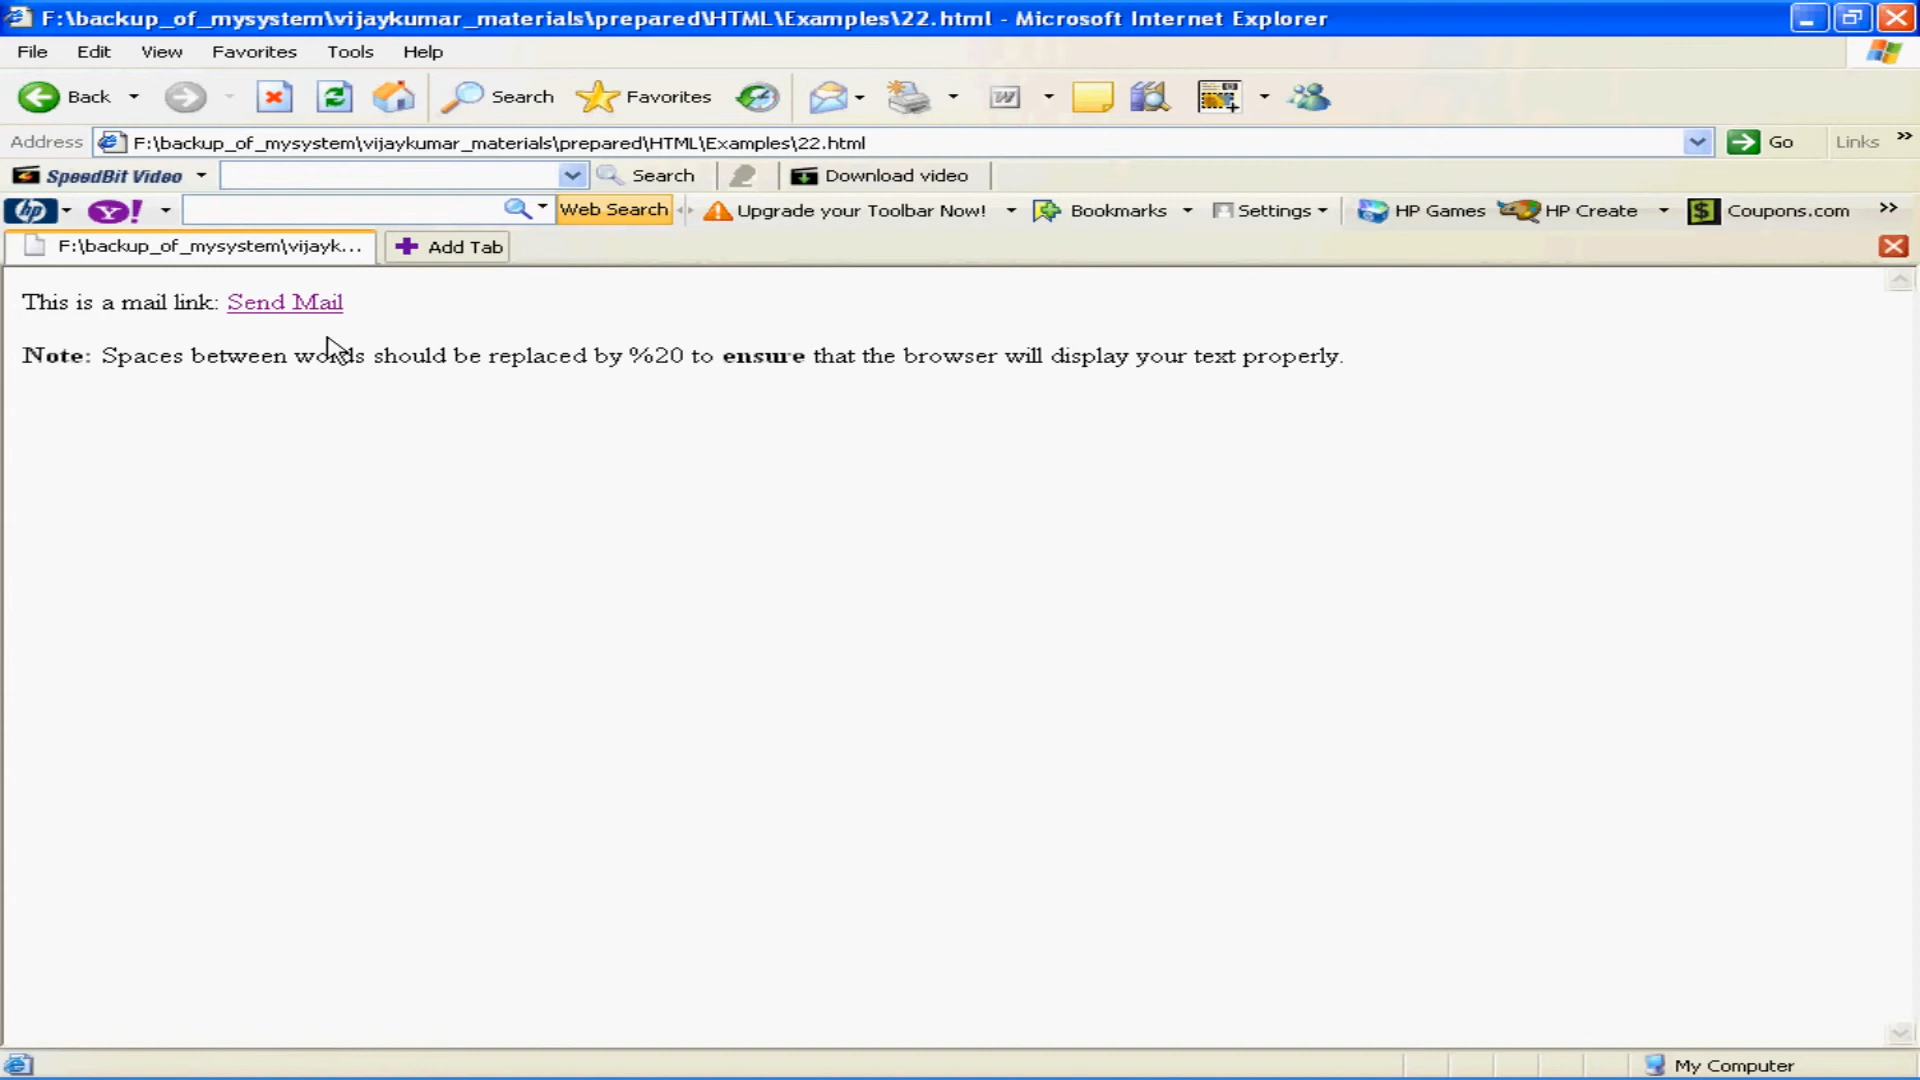 F:\backup_of_mysystem\vijaykumar_materials\prepared\HTML\Examples\22.html - Microsoft Internet Explorer
File Edit View Favorites Tools Help
Back Search Favorites W
Address F:\backup_of_mysystem\vijaykumar_materials\prepared\HTML\Examples\22.html Go Links »
SpeedBit Video Search Download video
hp Y! Web Search Upgrade your Toolbar Now! Bookmarks Settings HP Games HP Create $ Coupons.com »
F:\backup_of_mysystem\vijayk... Add Tab
This is a mail link: Send Mail
Note: Spaces between words should be replaced by %20 to ensure that the browser will display your text properly.
My Computer